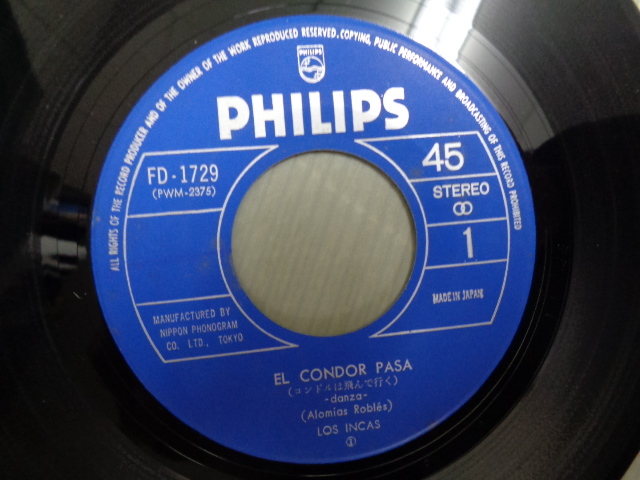 ALL RIGHTS OF THE RECORD PRODUCER AND OF THE OWNER OF THE WORK REPRODUCED RESERVED. COPYING, PUBLIC PERFORMANCE AND BROADCASTING OF THIS RECORD PROHIBITED
PHILIPS
PHILIPS
FD-1729
(PWM-2375)
45
STEREO
1
MADE IN JAPAN
MANUFACTURED BY
NIPPON PHONOGRAM
CO. LTD., TOKYO
EL CONDOR PASA
(コンドルは飛んで行く)
-danza-
(Alomias Roblés)
LOS INCAS
①